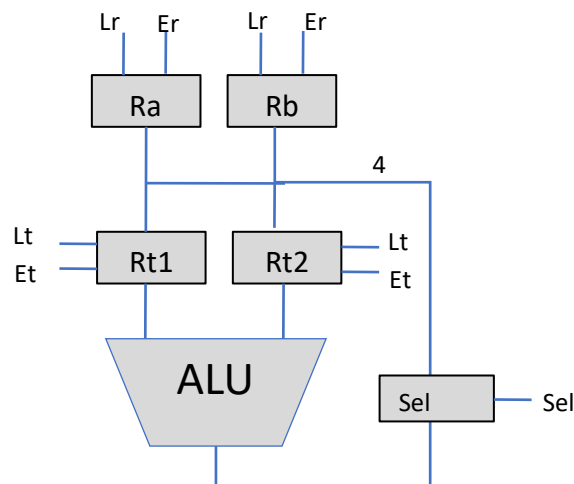 Lr Er Lr Er
Ra Rb
4
Lt Rt1 Rt2 Lt
Et Et
ALU
Sel Sel